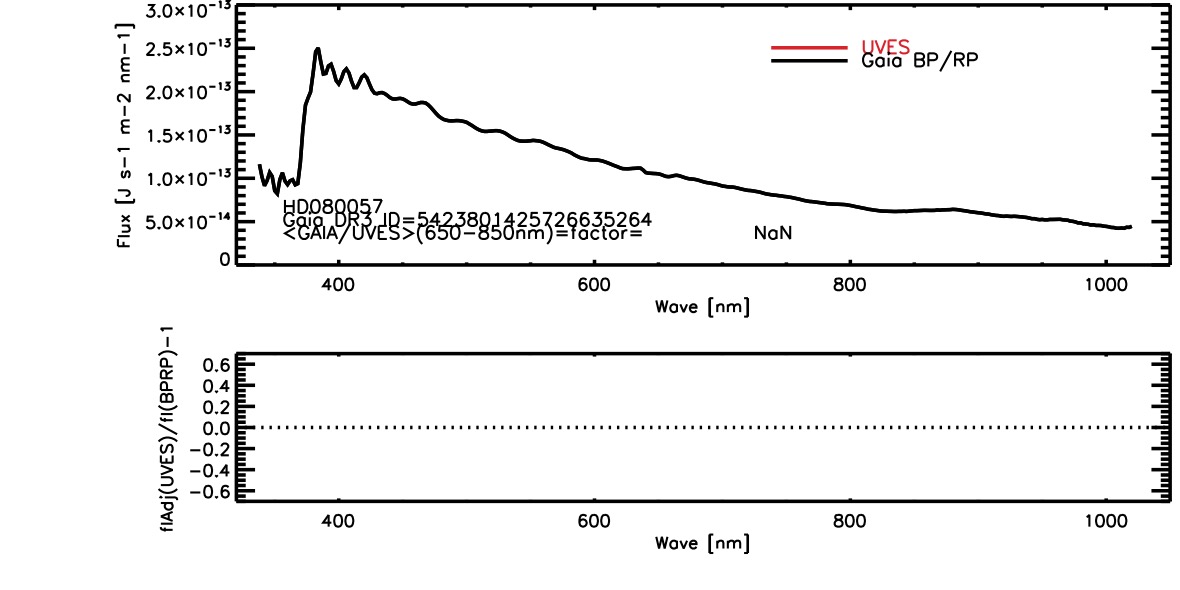 3.0×10⁻¹³
2.5×10⁻¹³
2.0×10⁻¹³
1.5×10⁻¹³
1.0×10⁻¹³
5.0×10⁻¹⁴
0
Flux [J s−1 m−2 nm−1]
UVES
Gaia BP/RP
HD080057
Gaia DR3 ID=5423801425726635264
<GAIA/UVES>(650−850nm)=factor= NaN
400 600 800 1000
Wave [nm]
flAdj(UVES)/fl(BPRP)−1
0.6
0.4
0.2
0.0
−0.2
−0.4
−0.6
400 600 800 1000
Wave [nm]